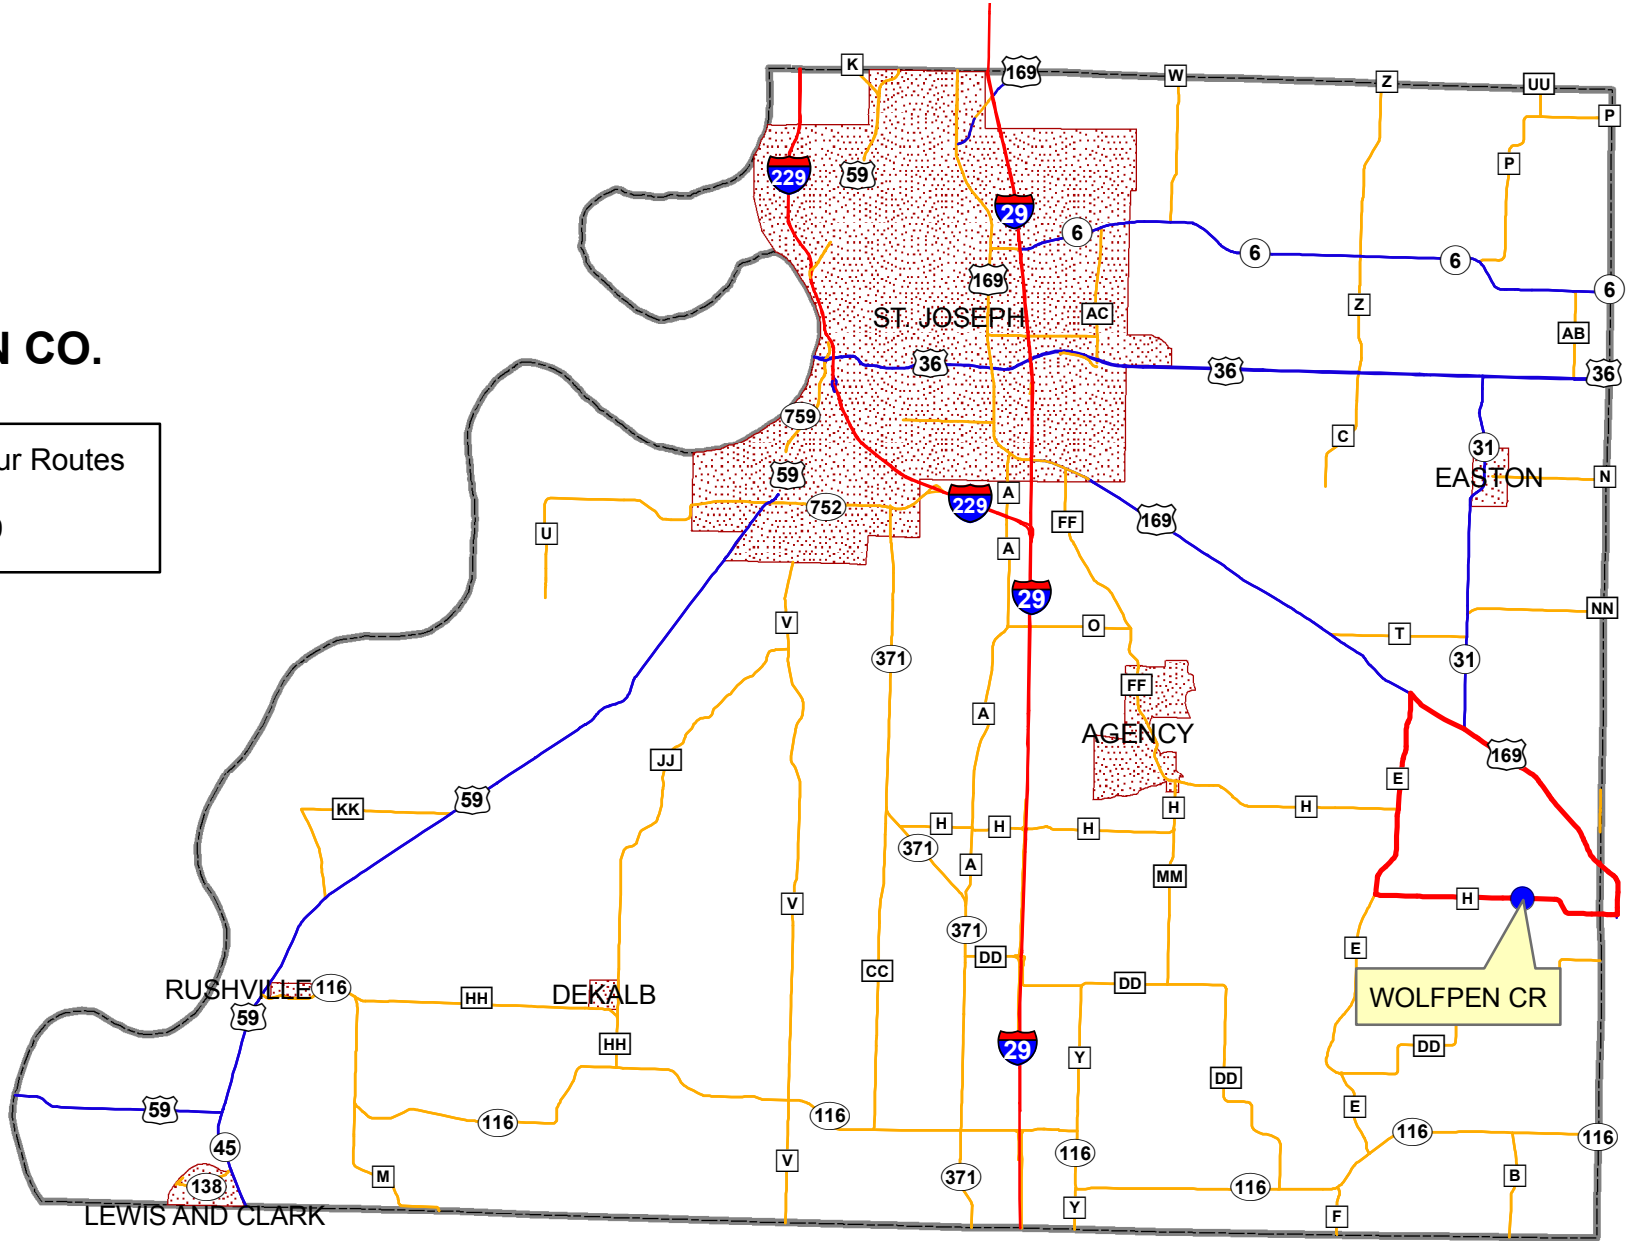 K
169
W
Z
UU
P
P
229
59
29
6
6
6
6
169
Z
AC
ST. JOSEPH
AB
N CO.
36
36
36
759
C
31
ur Routes
59
EASTON
N
752
229
A
FF
169
U
A
29
NN
V
O
T
371
31
FF
A
AGENCY
169
JJ
E
59
KK
H
H
H
H
H
371
A
MM
V
H
371
E
DD
CC
DD
RUSHVILLE
116
HH
DEKALB
WOLFPEN CR
59
HH
29
DD
Y
DD
59
E
116
116
116
116
45
116
V
M
371
B
138
116
Y
F
LEWIS AND CLARK